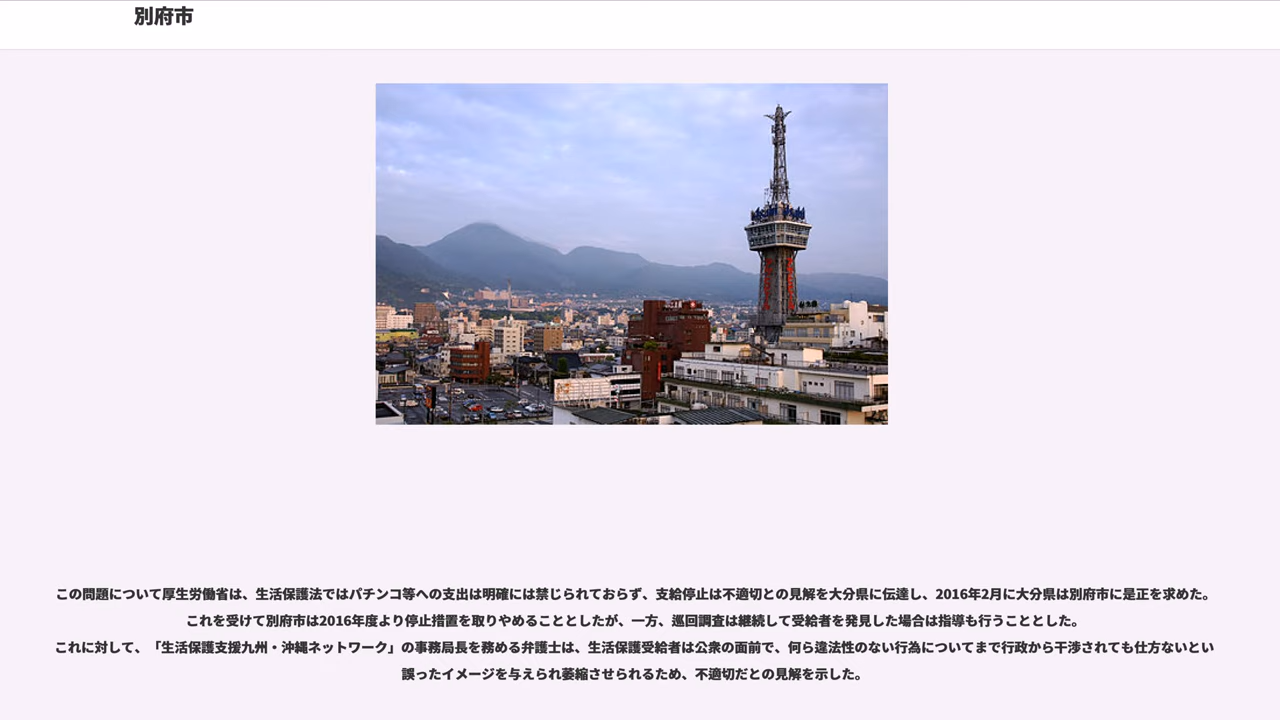 別府市
この問題について厚生労働省は、生活保護法ではパチンコ等への支出は明確には禁じられておらず、支給停止は不適切との見解を大分県に伝達し、2016年2月に大分県は別府市に是正を求めた。
これを受けて別府市は2016年度より停止措置を取りやめることとしたが、一方、巡回調査は継続して受給者を発見した場合は指導も行うこととした。
これに対して、「生活保護支援九州・沖縄ネットワーク」の事務局長を務める弁護士は、生活保護受給者は公衆の面前で、何ら違法性のない行為についてまで行政から干渉されても仕方ないとい
誤ったイメージを与えられ萎縮させられるため、不適切だとの見解を示した。